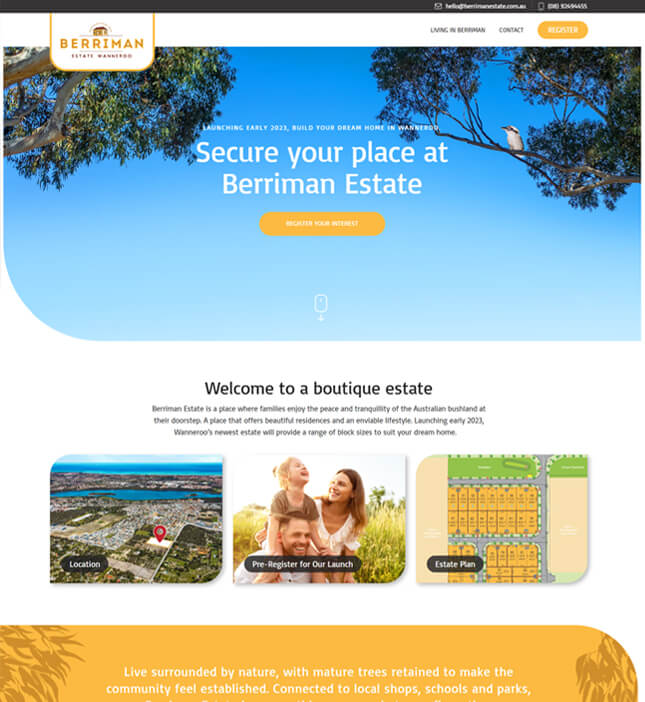 hello@berrimanestate.com.au
(08) 92494455
BERRIMAN
ESTATE WANNEROO
LIVING IN BERRIMAN
CONTACT
REGISTER
LAUNCHING EARLY 2023, BUILD YOUR DREAM HOME IN WANNEROO.
Secure your place at
Berriman Estate
REGISTER YOUR INTEREST
Welcome to a boutique estate
Berriman Estate is a place where families enjoy the peace and tranquillity of the Australian bushland at
their doorstep. A place that offers beautiful residences and an enviable lifestyle. Launching early 2023,
Wanneroo's newest estate will provide a range of block sizes to suit your dream home.
Location
Pre-Register for Our Launch
Estate Plan
Live surrounded by nature, with mature trees retained to make the
community feel established. Connected to local shops, schools and parks,